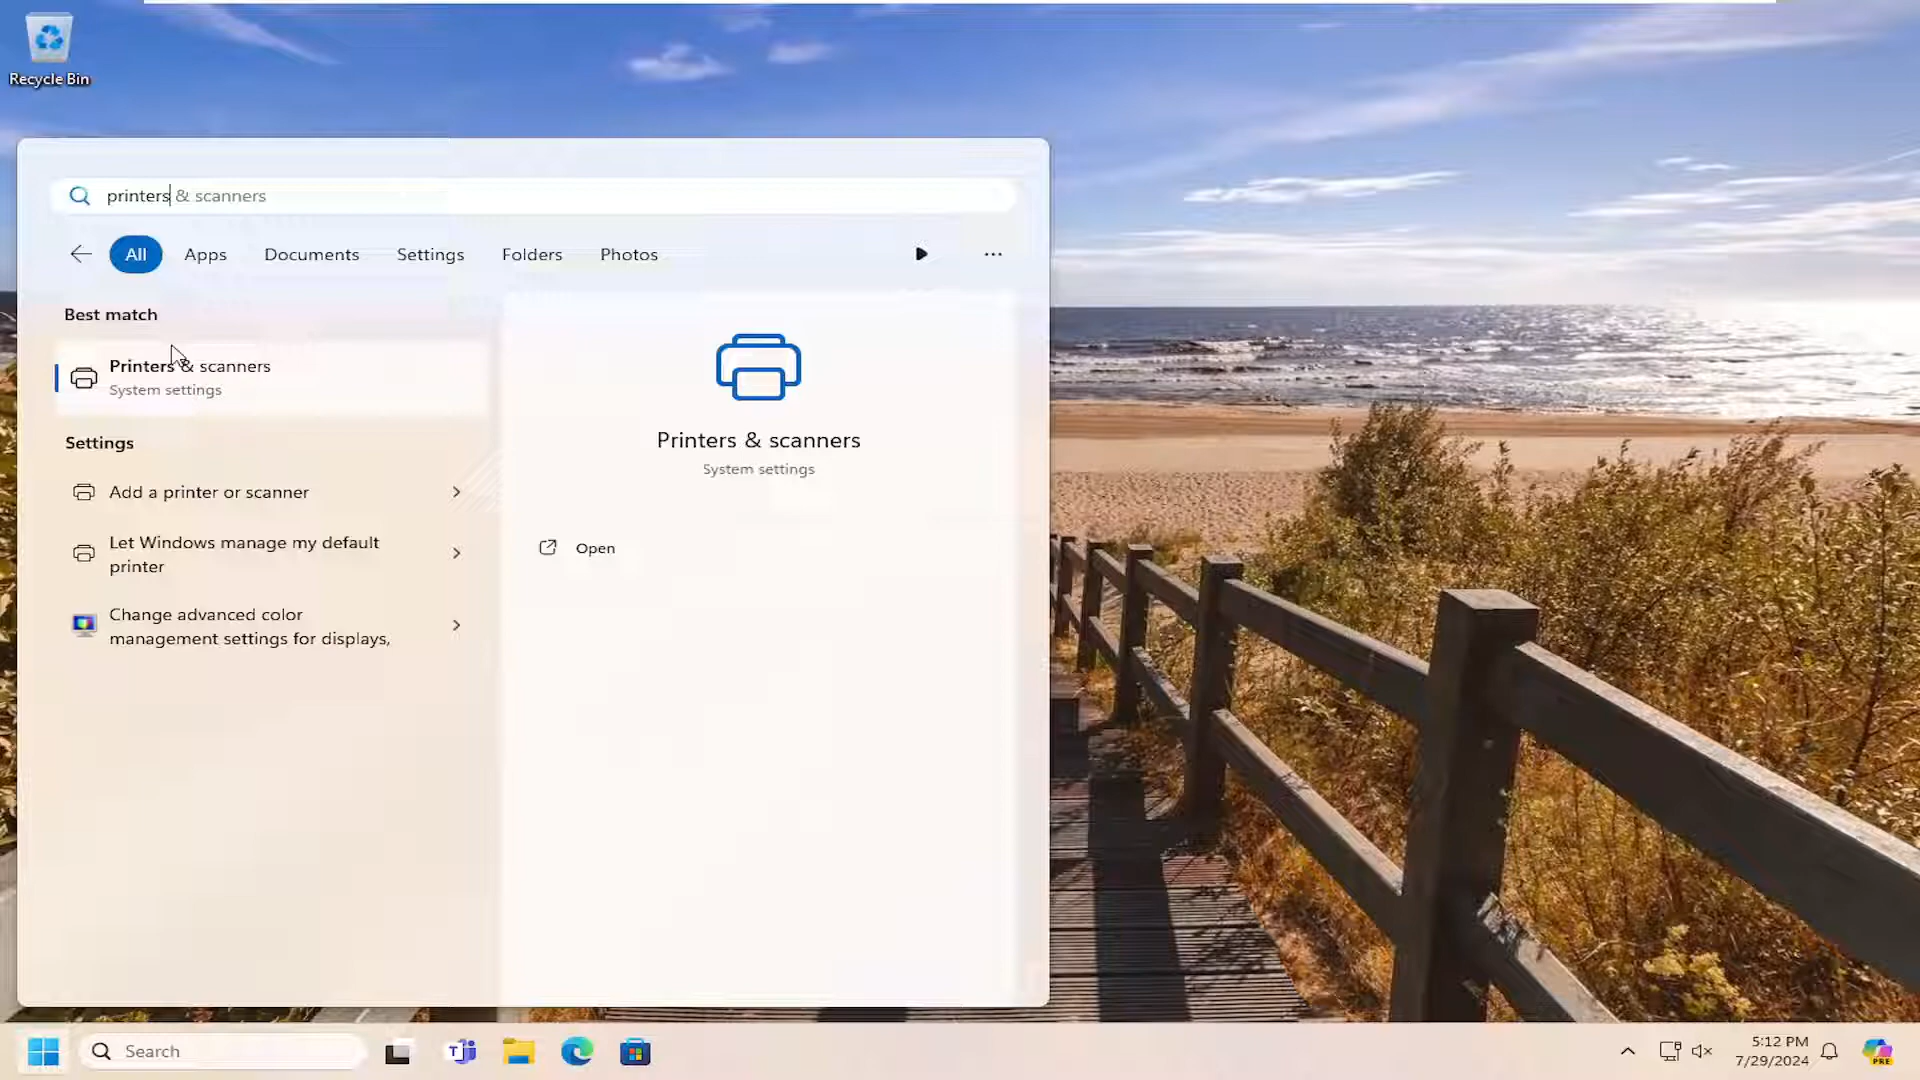 Recycle Bin
printers & scanners
All Apps Documents Settings Folders Photos
Best match
Printers & scanners
System settings
Settings
Add a printer or scanner
Let Windows manage my default
printer
Change advanced color
management settings for displays,
Printers & scanners
System settings
Open
Search
5:12 PM
7/29/2024
PRE